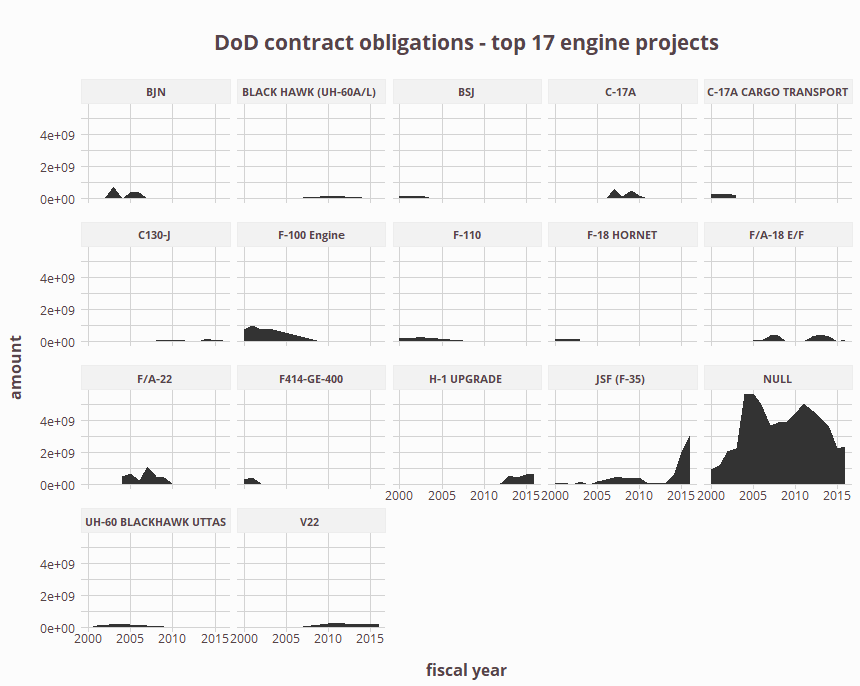 DoD contract obligations - top 17 engine projects
BJN
BLACK HAWK (UH-60A/L)
BSJ
C-17A
C-17A CARGO TRANSPORT
4e+09
2e+09
0e+00
C130-J
F-100 Engine
F-110
F-18 HORNET
F/A-18 E/F
4e+09
2e+09
0e+00
F/A-22
F414-GE-400
H-1 UPGRADE
JSF (F-35)
NULL
4e+09
2e+09
0e+00
2000 2005 2010 2015
2000 2005 2010 2015
2000 2005 2010 2015
UH-60 BLACKHAWK UTTAS
V22
4e+09
2e+09
0e+00
2000 2005 2010 2015
2000 2005 2010 2015
amount
fiscal year